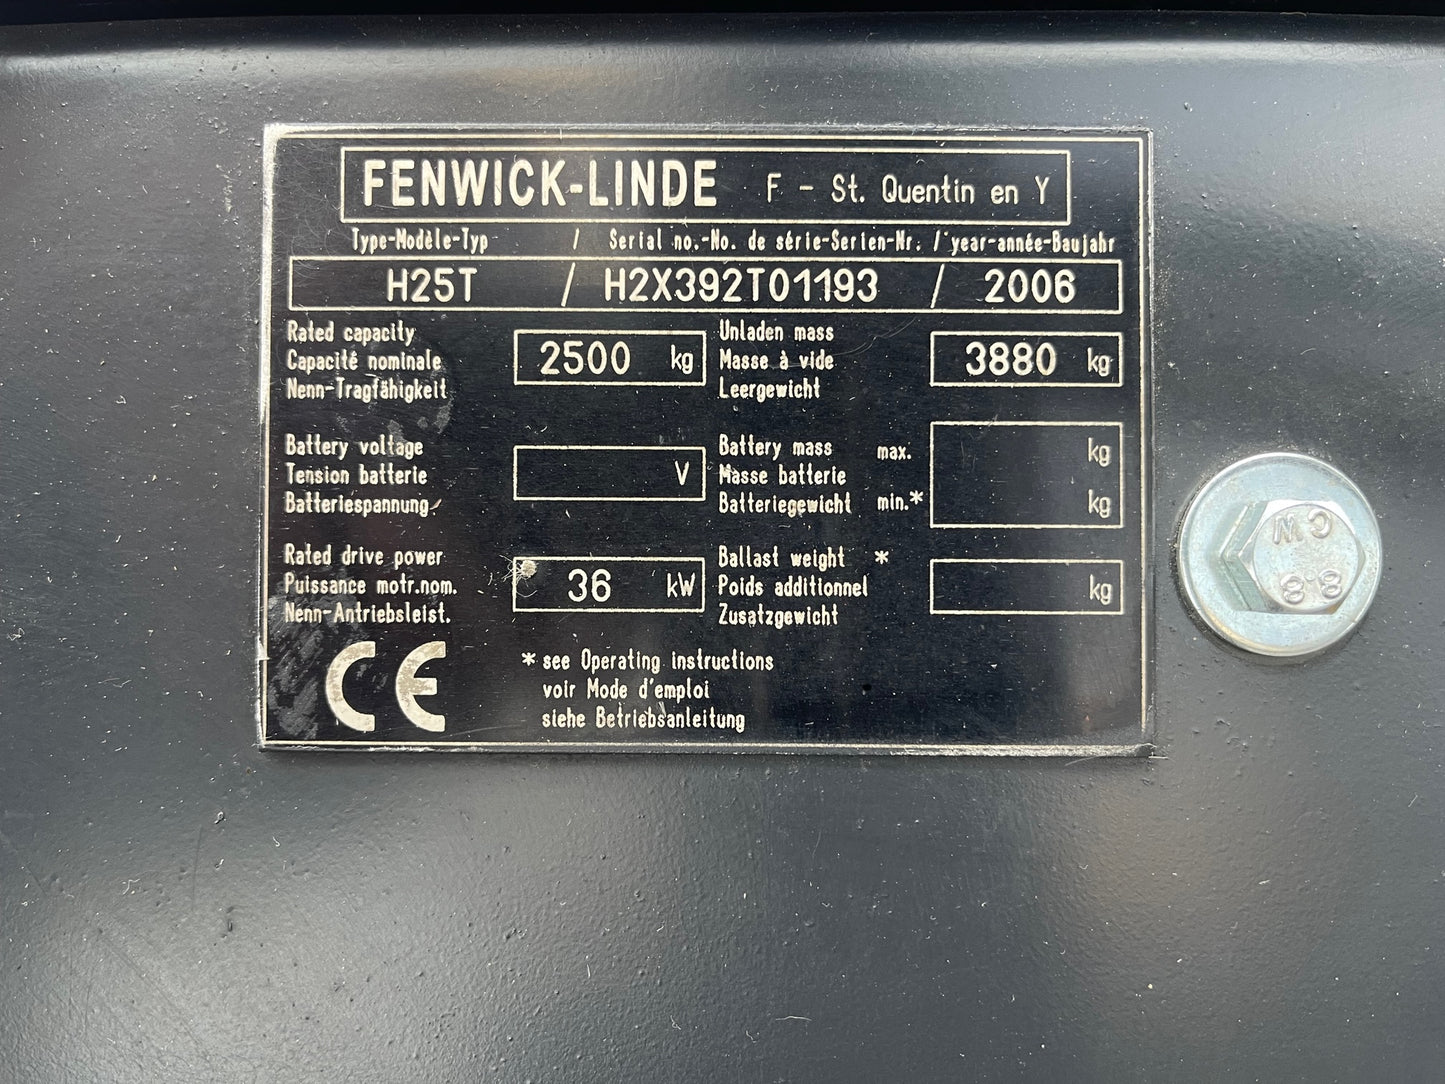 FENWICK-LINDE F - St. Quentin en Y
Type-Modèle-Typ / Serial no.-No. de série-Serien-Nr. / year-année-Baujahr
H25T / H2X392T01193 / 2006
Rated capacity
Capacité nominale
Nenn-Tragfähigkeit
2500 kg
Unladen mass
Masse à vide
Leergewicht
3880 kg
Battery voltage
Tension batterie
Batteriespannung
V
Battery mass max. kg
Masse batterie
Batteriegewicht min.* kg
Rated drive power
Puissance motr.nom.
Nenn-Antriebsleist.
36 kW
Ballast weight *
Poids additionnel
Zusatzgewicht
kg
CE
* see Operating instructions
voir Mode d'emploi
siehe Betriebsanleitung
CW
8.8